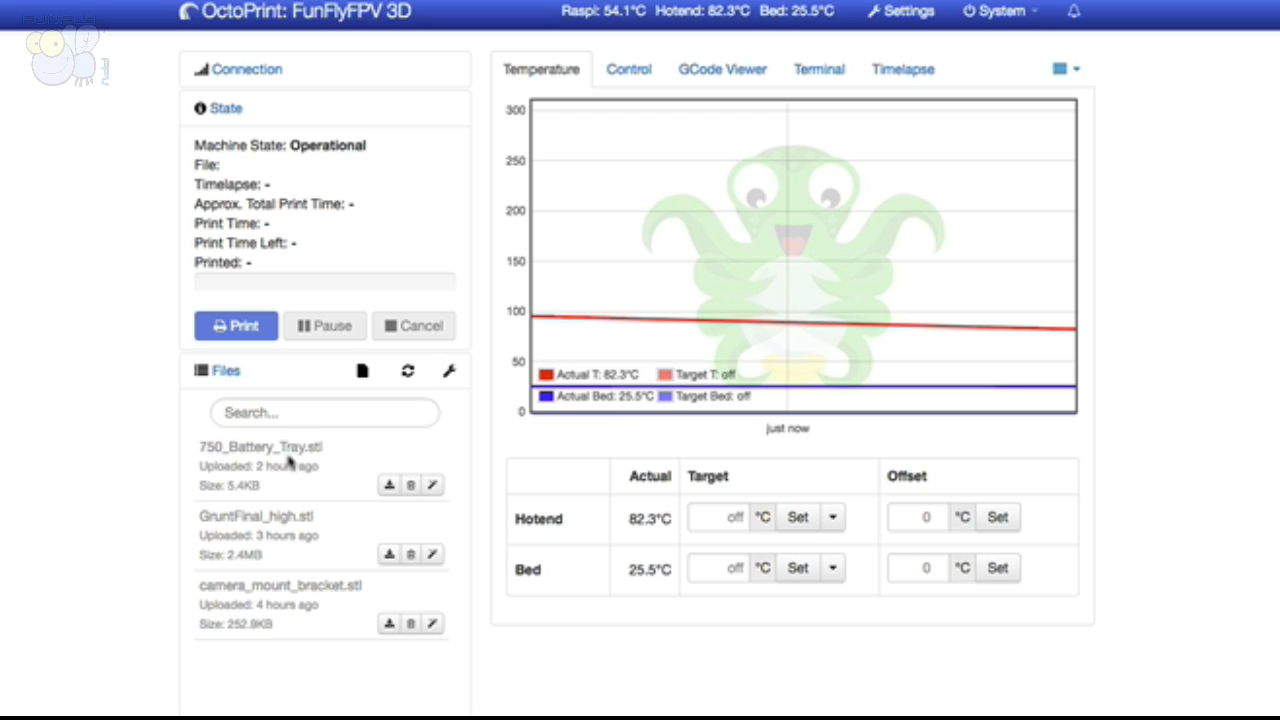 OctoPrint: FunFlyFPV 3D
Raspi: 54.1°C Hotend: 82.3°C Bed: 25.5°C Settings System
Connection
State
Machine State: Operational
File:
Timelapse: -
Approx. Total Print Time: -
Print Time: -
Print Time Left: -
Printed: -
Print Pause Cancel
Files
Search...
750_Battery_Tray.stl
Uploaded: 2 hours ago
Size: 5.4KB
GruntFinal_high.stl
Uploaded: 3 hours ago
Size: 2.4MB
camera_mount_bracket.stl
Uploaded: 4 hours ago
Size: 252.9KB
Temperature Control GCode Viewer Terminal Timelapse
300
250
200
150
100
50
0
Actual T: 82.3°C Target T: off
Actual Bed: 25.5°C Target Bed: off
just now
Actual Target Offset
Hotend 82.3°C off °C Set 0 °C Set
Bed 25.5°C off °C Set 0 °C Set